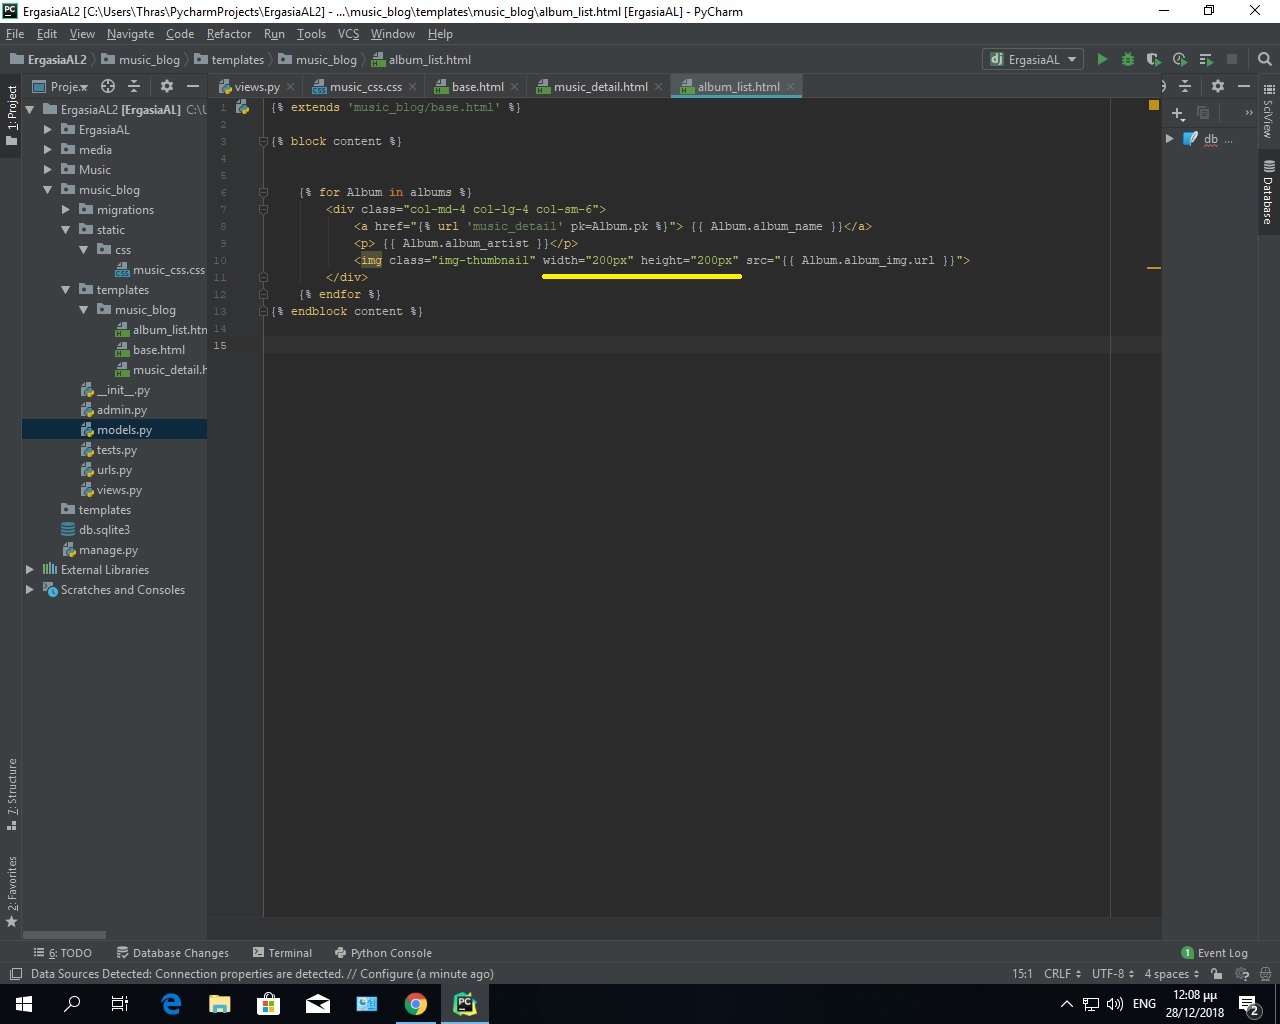 ErgasiaAL2 [C:\Users\Thras\PycharmProjects\ErgasiaAL2] - ...\music_blog\templates\music_blog\album_list.html [ErgasiaAL] - PyCharm
File Edit View Navigate Code Refactor Run Tools VCS Window Help
ErgasiaAL2 music_blog templates music_blog album_list.html ErgasiaAL
Proje views.py music_css.css base.html music_detail.html album_list.html
1: Project
ErgasiaAL2 [ErgasiaAL] C:\U
ErgasiaAL
media
Music
music_blog
migrations
static
css
music_css.css
templates
music_blog
album_list.htm
base.html
music_detail.h
__init__.py
admin.py
models.py
tests.py
urls.py
views.py
templates
db.sqlite3
manage.py
External Libraries
Scratches and Consoles
1 {% extends 'music_blog/base.html' %}
2
3 {% block content %}
4
5
6 {% for Album in albums %}
7 <div class="col-md-4 col-lg-4 col-sm-6">
8 <a href="{% url 'music_detail' pk=Album.pk %}"> {{ Album.album_name }}</a>
9 <p> {{ Album.album_artist }}</p>
10 <img class="img-thumbnail" width="200px" height="200px" src="{{ Album.album_img.url }}">
11 </div>
12 {% endfor %}
13 {% endblock content %}
14
15
db ...
SciView
Database
7: Structure
2: Favorites
6: TODO Database Changes Terminal Python Console 1 Event Log
Data Sources Detected: Connection properties are detected. // Configure (a minute ago) 15:1 CRLF UTF-8 4 spaces
ENG 12:08 μμ
28/12/2018 2